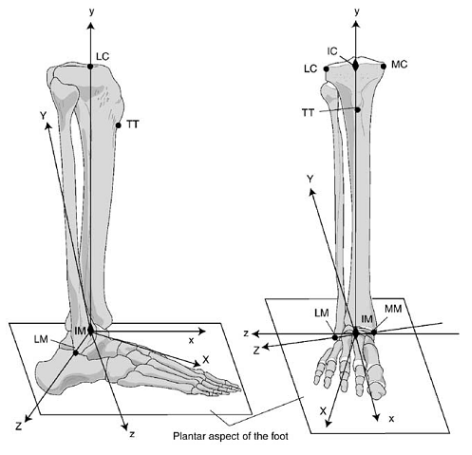 y
LC
Y
TT
IM
LM
x
X
Z
z
y
IC
LC
MC
TT
Y
LM
IM
MM
z
Z
X
x
Plantar aspect of the foot